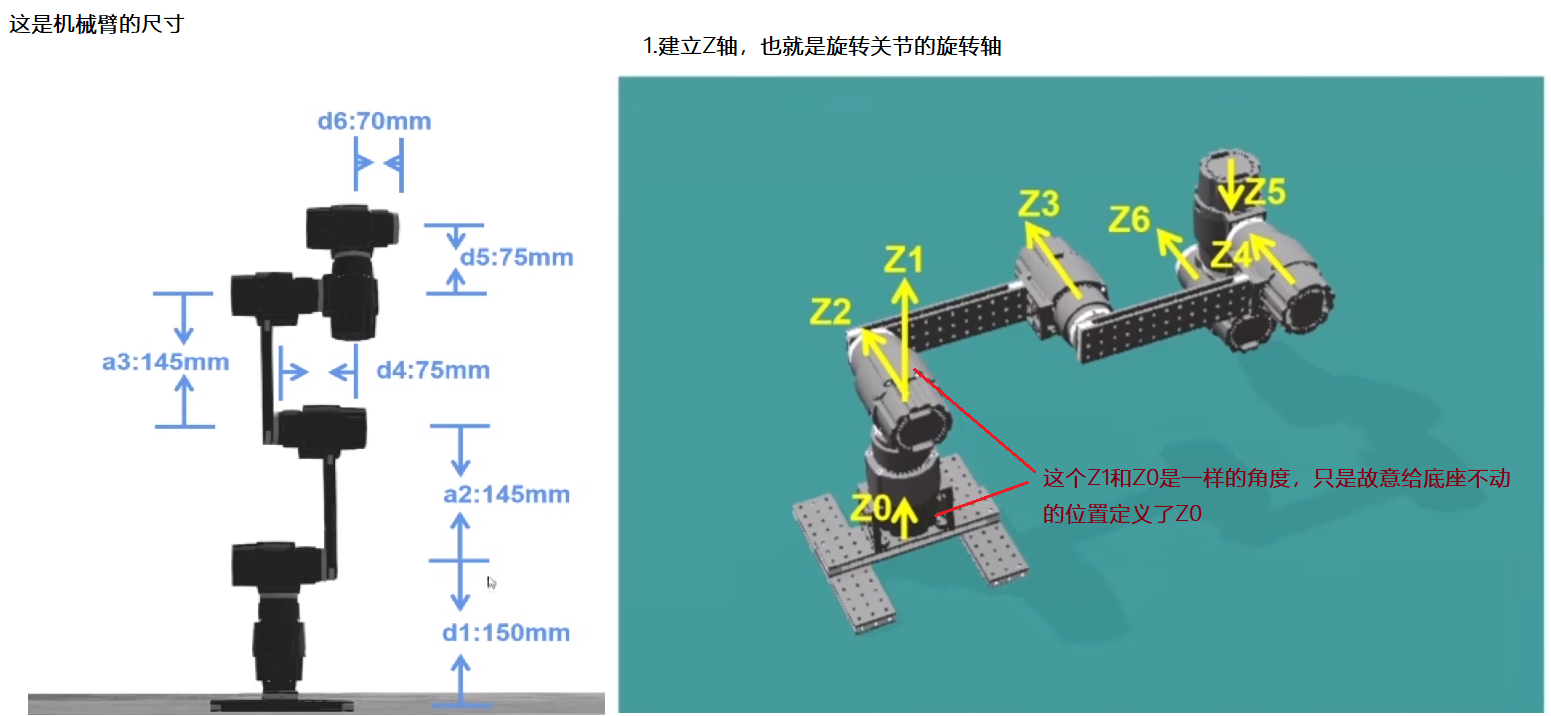 这是机械臂的尺寸
1.建立Z轴，也就是旋转关节的旋转轴
d6:70mm
d5:75mm
a3:145mm
d4:75mm
a2:145mm
d1:150mm
Z3
Z6
Z5
Z4
Z1
Z2
Z0
这个Z1和Z0是一样的角度，只是故意给底座不动
的位置定义了Z0